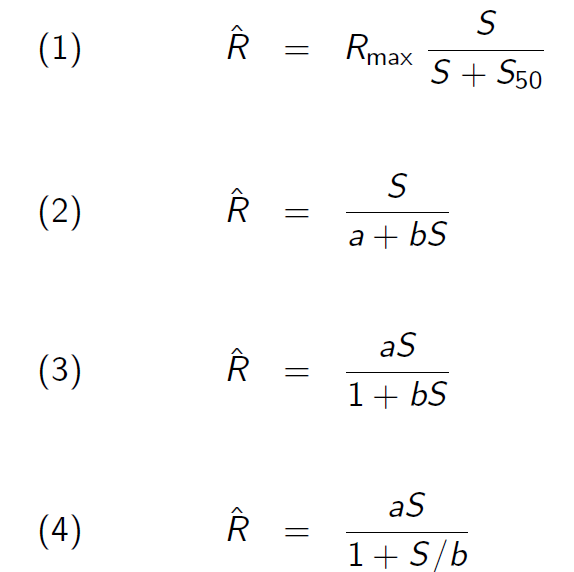 (1) R̂ = R_max S / (S + S_50)
(2) R̂ = S / (a + bS)
(3) R̂ = aS / (1 + bS)
(4) R̂ = aS / (1 + S/b)